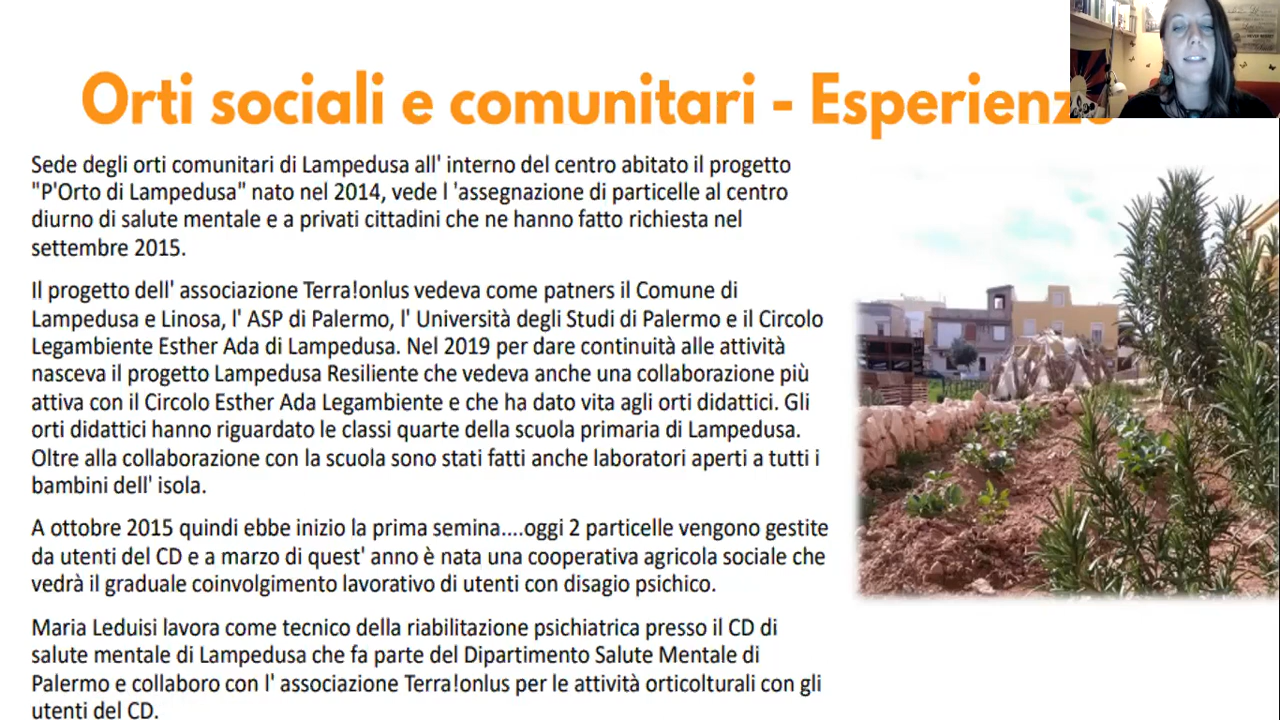 Orti sociali e comunitari - Esperienze
Sede degli orti comunitari di Lampedusa all' interno del centro abitato il progetto
"P'Orto di Lampedusa" nato nel 2014, vede l 'assegnazione di particelle al centro
diurno di salute mentale e a privati cittadini che ne hanno fatto richiesta nel
settembre 2015.
Il progetto dell' associazione Terra!onlus vedeva come patners il Comune di
Lampedusa e Linosa, l' ASP di Palermo, l' Università degli Studi di Palermo e il Circolo
Legambiente Esther Ada di Lampedusa. Nel 2019 per dare continuità alle attività
nasceva il progetto Lampedusa Resiliente che vedeva anche una collaborazione più
attiva con il Circolo Esther Ada Legambiente e che ha dato vita agli orti didattici. Gli
orti didattici hanno riguardato le classi quarte della scuola primaria di Lampedusa.
Oltre alla collaborazione con la scuola sono stati fatti anche laboratori aperti a tutti i
bambini dell' isola.
A ottobre 2015 quindi ebbe inizio la prima semina....oggi 2 particelle vengono gestite
da utenti del CD e a marzo di quest' anno è nata una cooperativa agricola sociale che
vedrà il graduale coinvolgimento lavorativo di utenti con disagio psichico.
Maria Leduisi lavora come tecnico della riabilitazione psichiatrica presso il CD di
salute mentale di Lampedusa che fa parte del Dipartimento Salute Mentale di
Palermo e collaboro con l' associazione Terra!onlus per le attività orticolturali con gli
utenti del CD.